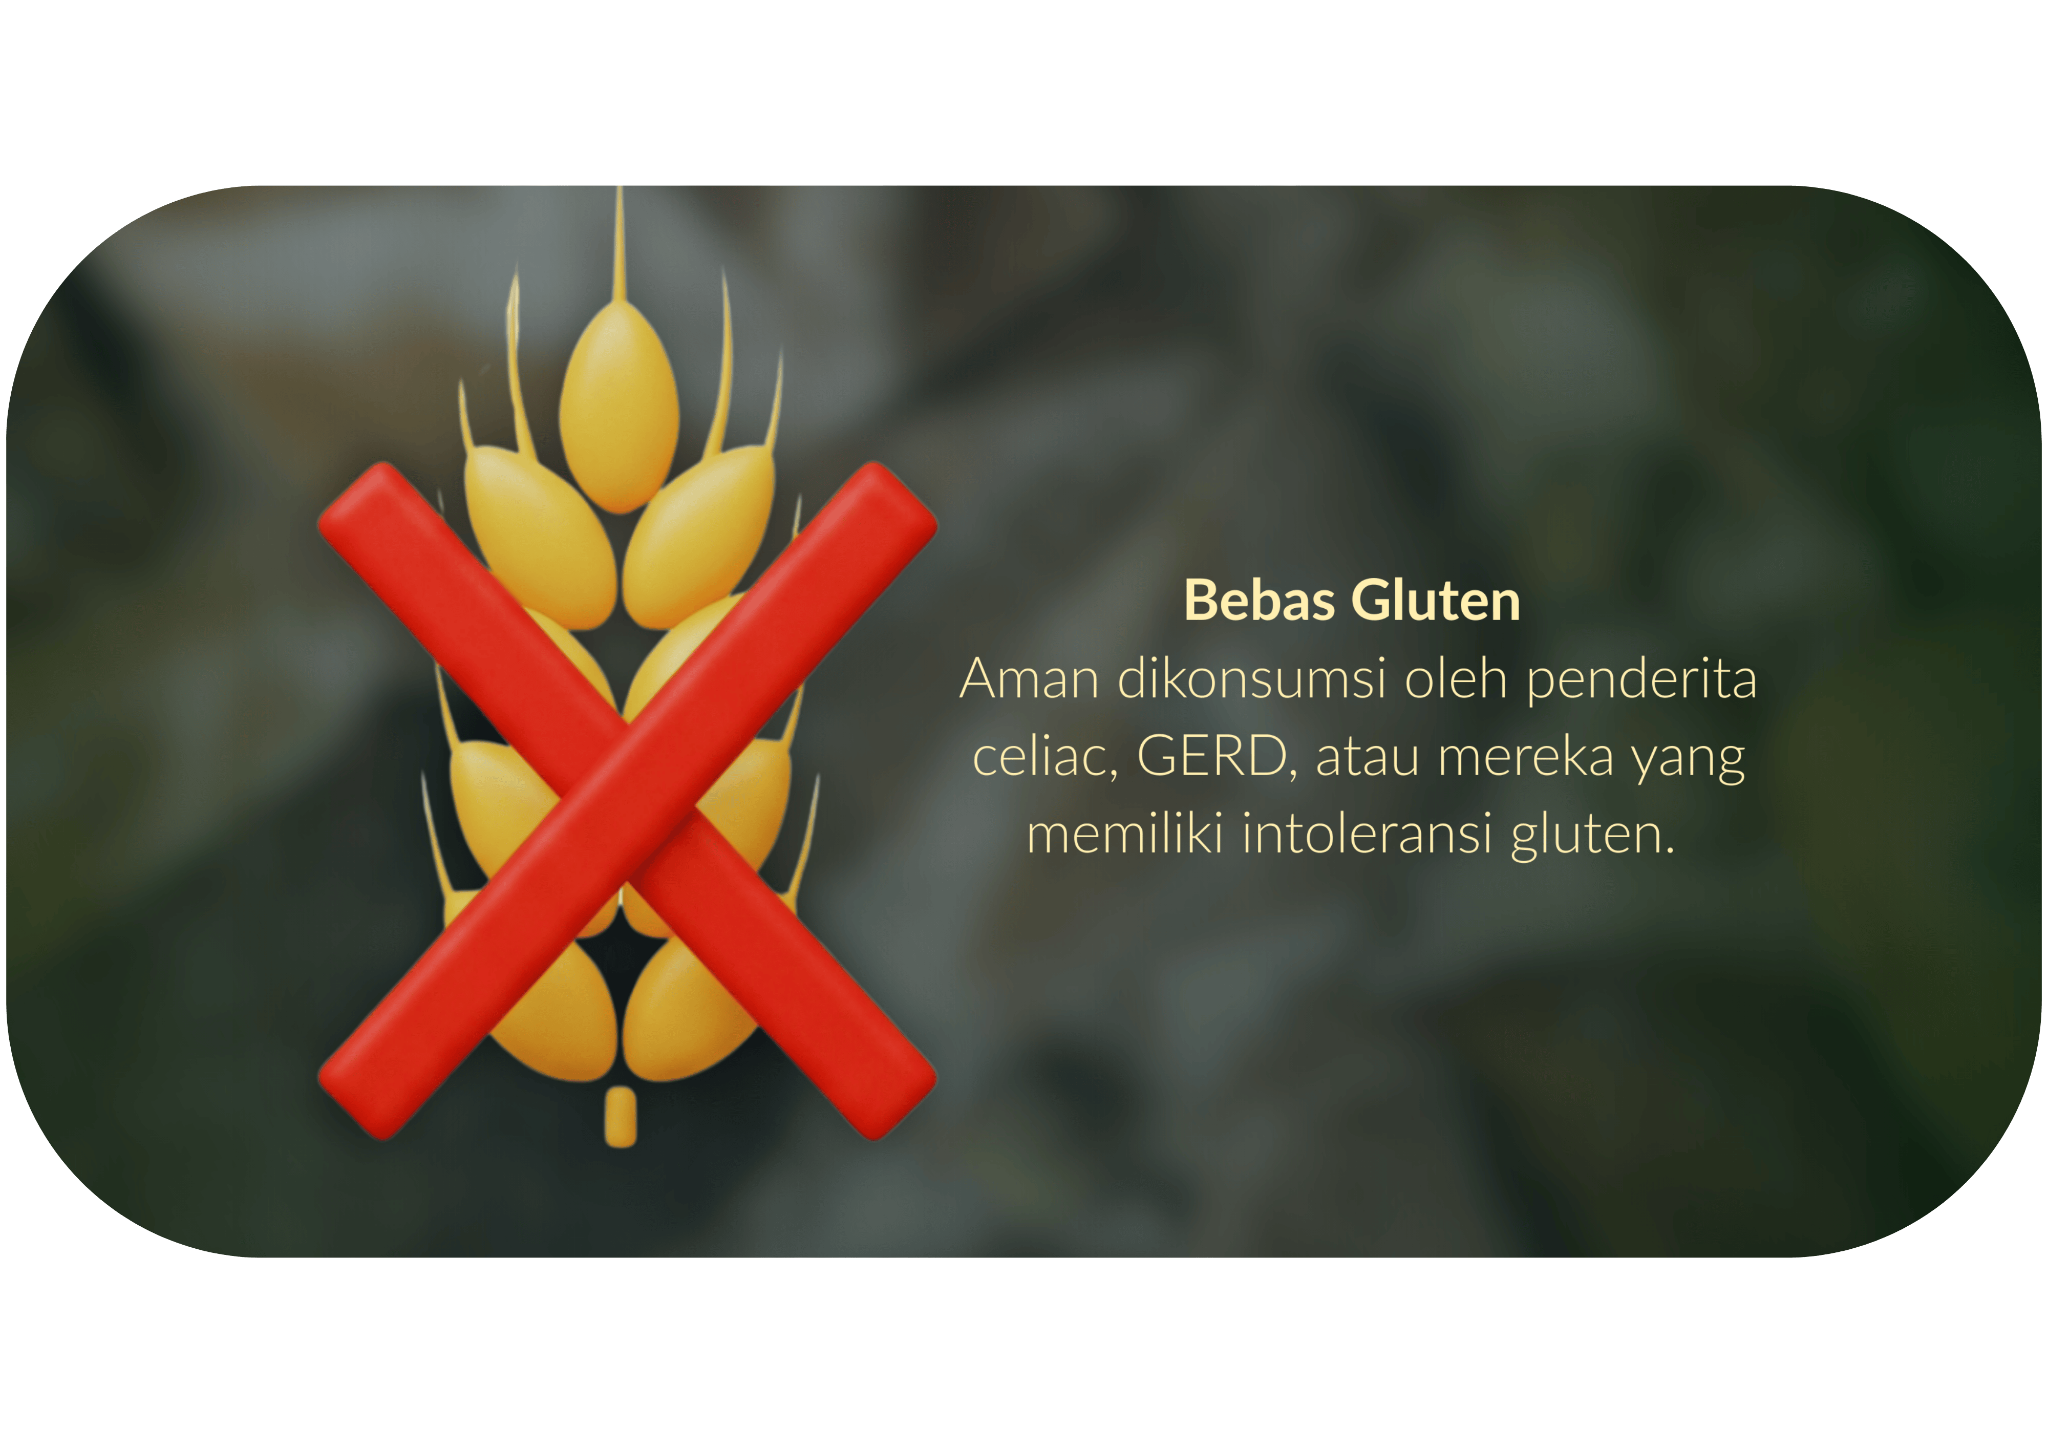 Bebas Gluten
Aman dikonsumsi oleh penderita
celiac, GERD, atau mereka yang
memiliki intoleransi gluten.